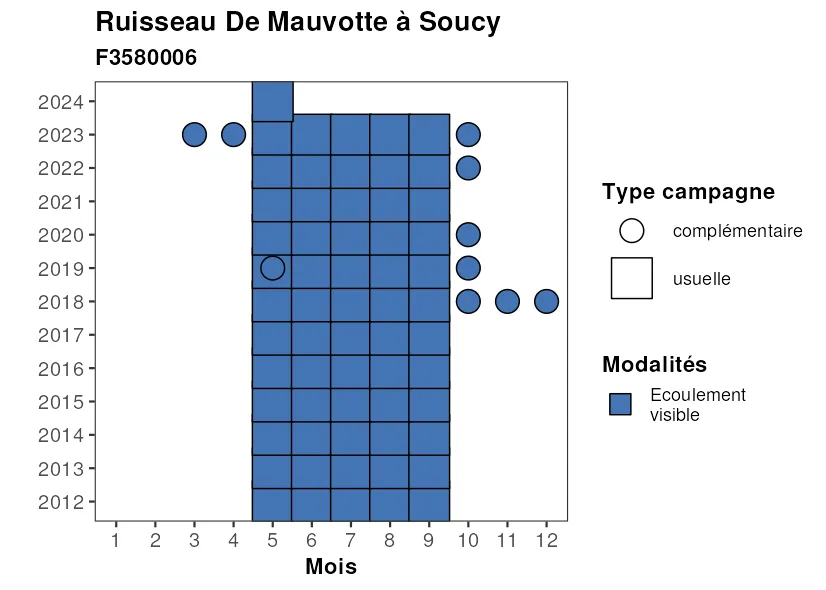 Ruisseau De Mauvotte à Soucy
F3580006
2024
2023
2022
2021
2020
2019
2018
2017
2016
2015
2014
2013
2012
1 2 3 4 5 6 7 8 9 10 11 12
Mois
Type campagne
complémentaire
usuelle
Modalités
Ecoulement
visible